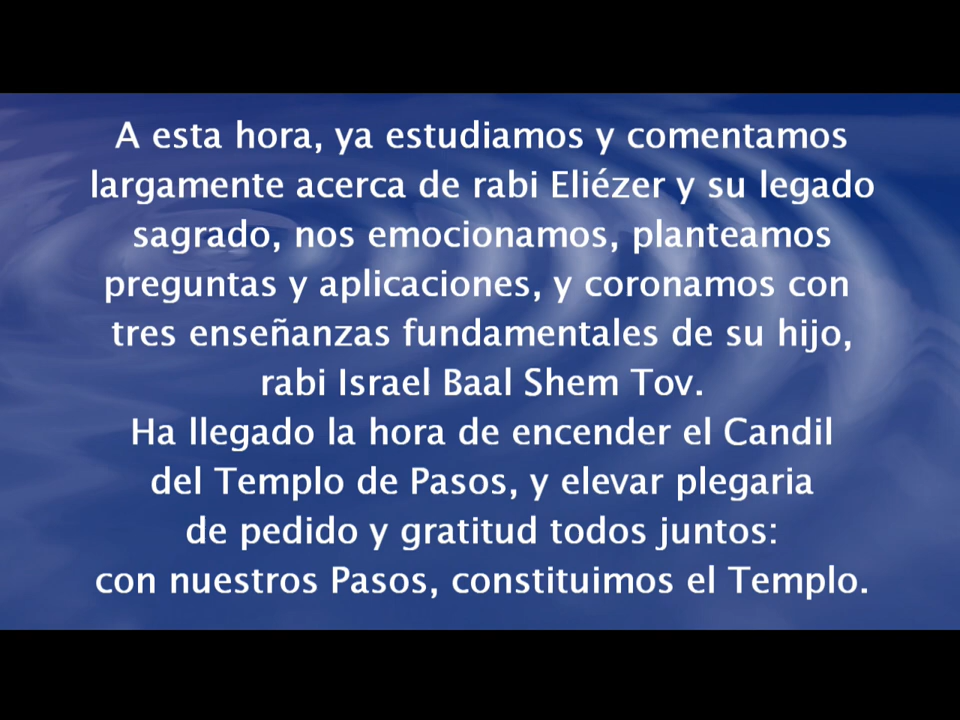 A esta hora, ya estudiamos y comentamos
largamente acerca de rabi Eliézer y su legado
sagrado, nos emocionamos, planteamos
preguntas y aplicaciones, y coronamos con
tres enseñanzas fundamentales de su hijo,
rabi Israel Baal Shem Tov.
Ha llegado la hora de encender el Candil
del Templo de Pasos, y elevar plegaria
de pedido y gratitud todos juntos:
con nuestros Pasos, constituimos el Templo.